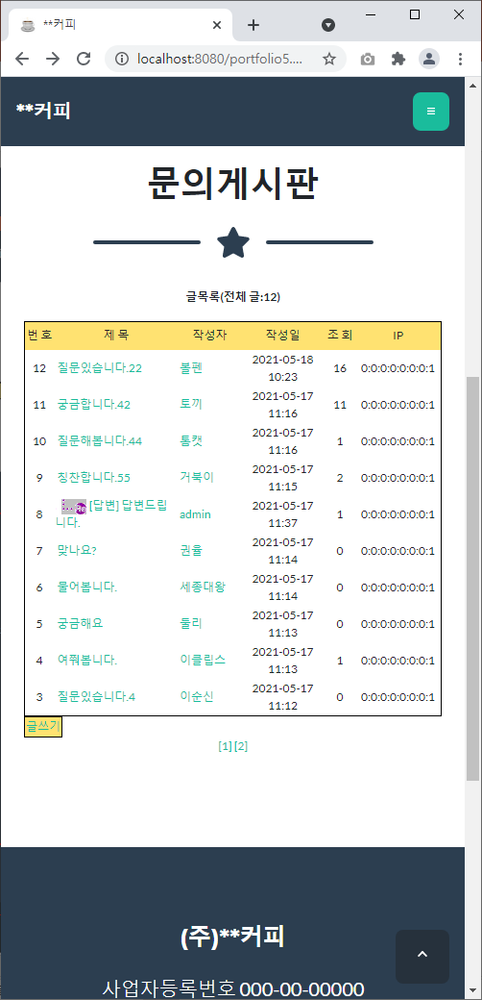 **커피
localhost:8080/portfolio5....
**커피
문의게시판
글목록(전체 글:12)
번 호 제 목 작성자 작성일 조 회 IP
12 질문있습니다.22 볼펜 2021-05-18 10:23 16 0:0:0:0:0:0:0:1
11 궁금합니다.42 토끼 2021-05-17 11:16 11 0:0:0:0:0:0:0:1
10 질문해봅니다.44 톰캣 2021-05-17 11:16 1 0:0:0:0:0:0:0:1
9 칭찬합니다.55 거북이 2021-05-17 11:15 2 0:0:0:0:0:0:0:1
8 Re [답변] 답변드립니다. admin 2021-05-17 11:37 1 0:0:0:0:0:0:0:1
7 맞나요? 권율 2021-05-17 11:14 0 0:0:0:0:0:0:0:1
6 물어봅니다. 세종대왕 2021-05-17 11:14 0 0:0:0:0:0:0:0:1
5 궁금해요 둘리 2021-05-17 11:13 0 0:0:0:0:0:0:0:1
4 여쭤봅니다. 이클립스 2021-05-17 11:13 1 0:0:0:0:0:0:0:1
3 질문있습니다.4 이순신 2021-05-17 11:12 0 0:0:0:0:0:0:0:1
글쓰기
[1] [2]
(주)**커피
사업자등록번호 000-00-00000